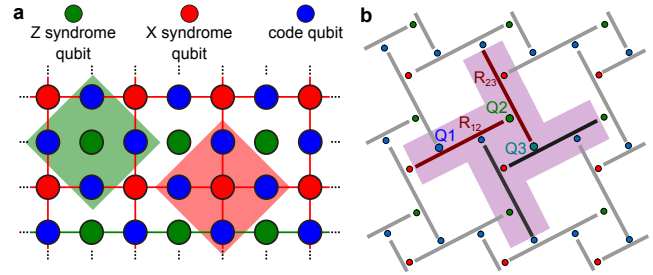 a
Z syndrome
qubit
X syndrome
qubit
code qubit
b
R23
Q2
R12
Q1
Q3